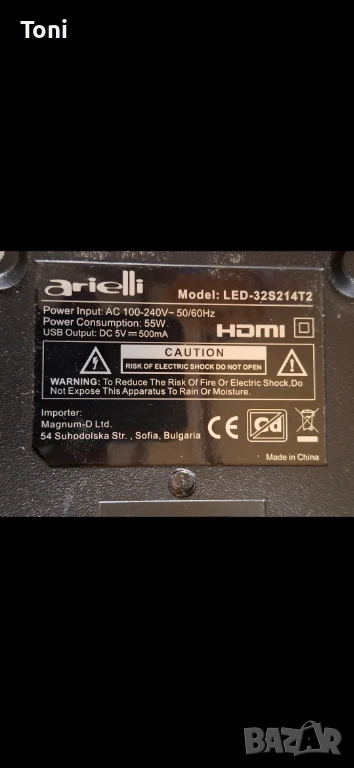 Toni
arielli
Model: LED-32S214T2
Power Input: AC 100-240V~ 50/60Hz
Power Consumption: 55W
USB Output: DC 5V⎓500mA
HDMI
CAUTION
RISK OF ELECTRIC SHOCK DO NOT OPEN
WARNING: To Reduce The Risk Of Fire Or Electric Shock,Do
Not Expose This Apparatus To Rain Or Moisture.
Importer:
Magnum-D Ltd.
54 Suhodolska Str. , Sofia, Bulgaria
CE
Cd
Made in China
BAZAR
bg